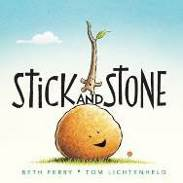 STICK AND STONE
BETH FERRY • TOM LICHTENHELD